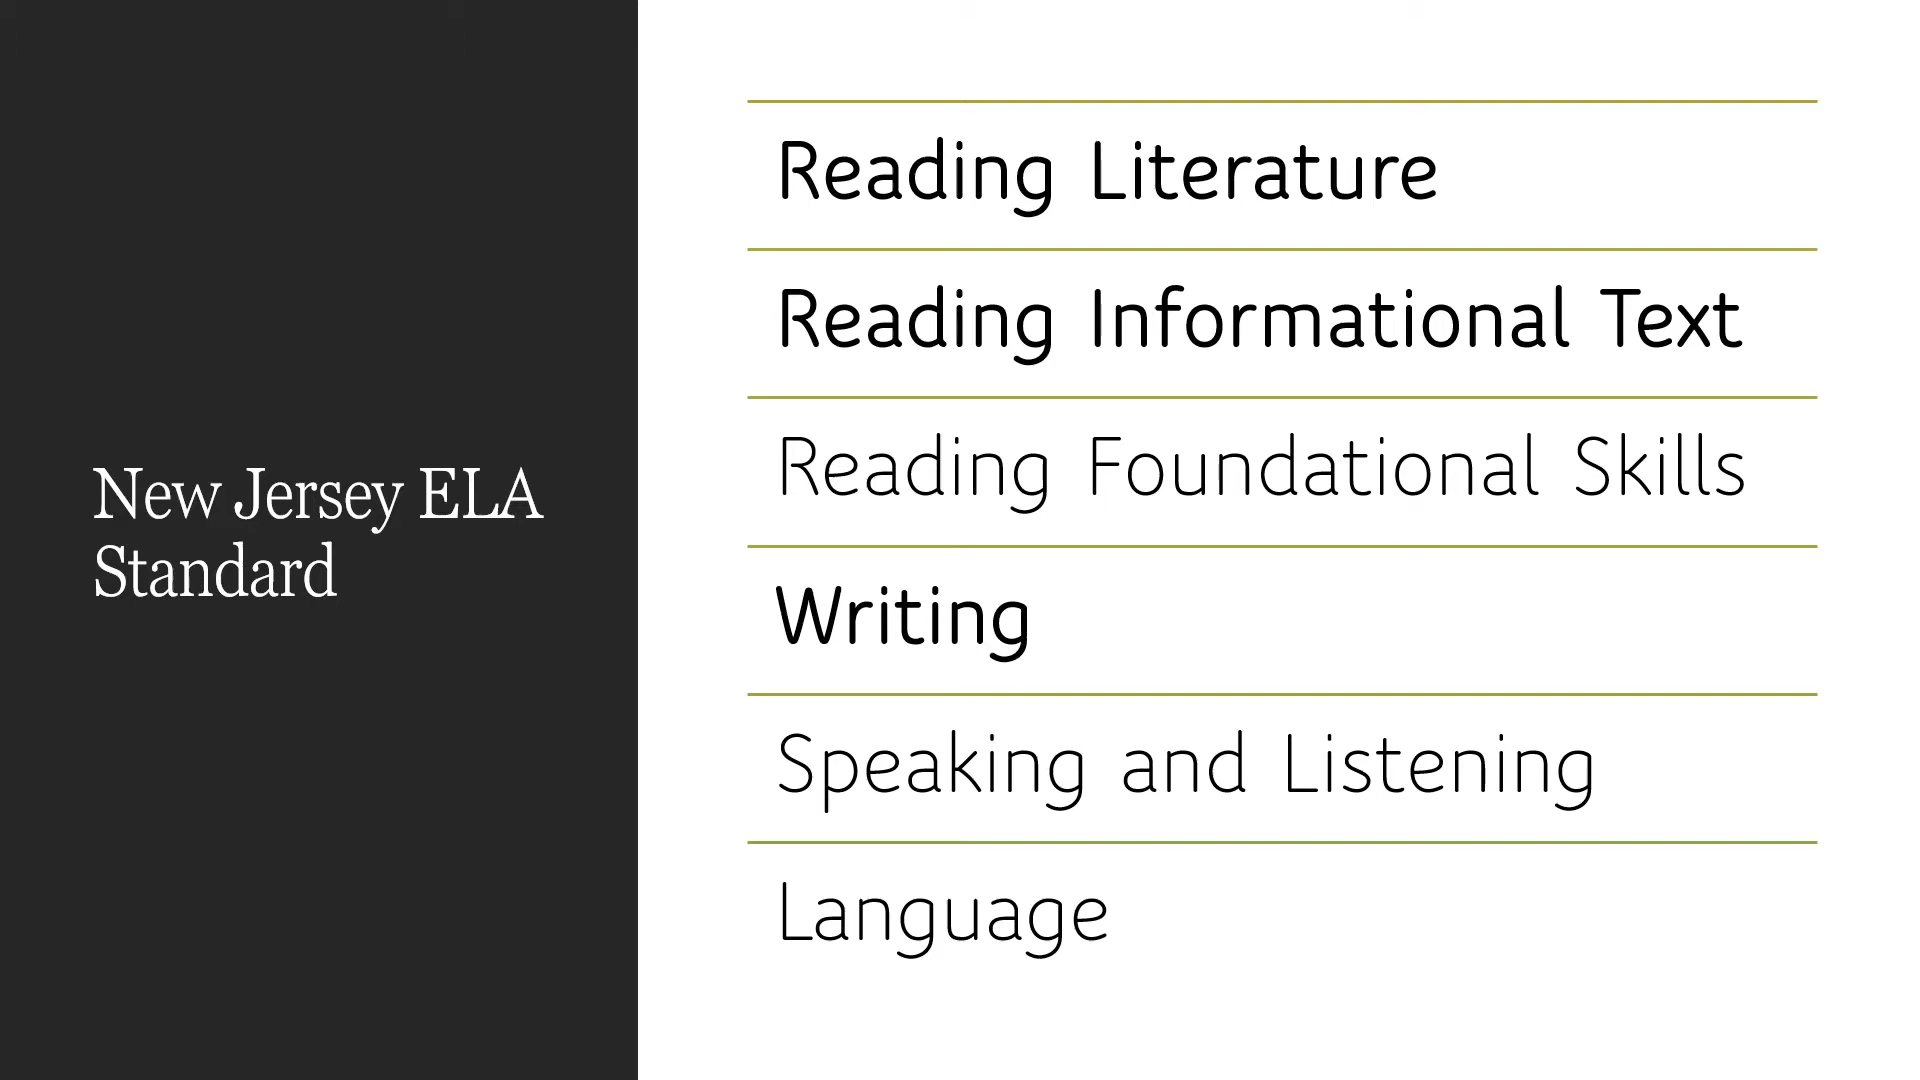 New Jersey ELA
Standard
Reading Literature
Reading Informational Text
Reading Foundational Skills
Writing
Speaking and Listening
Language